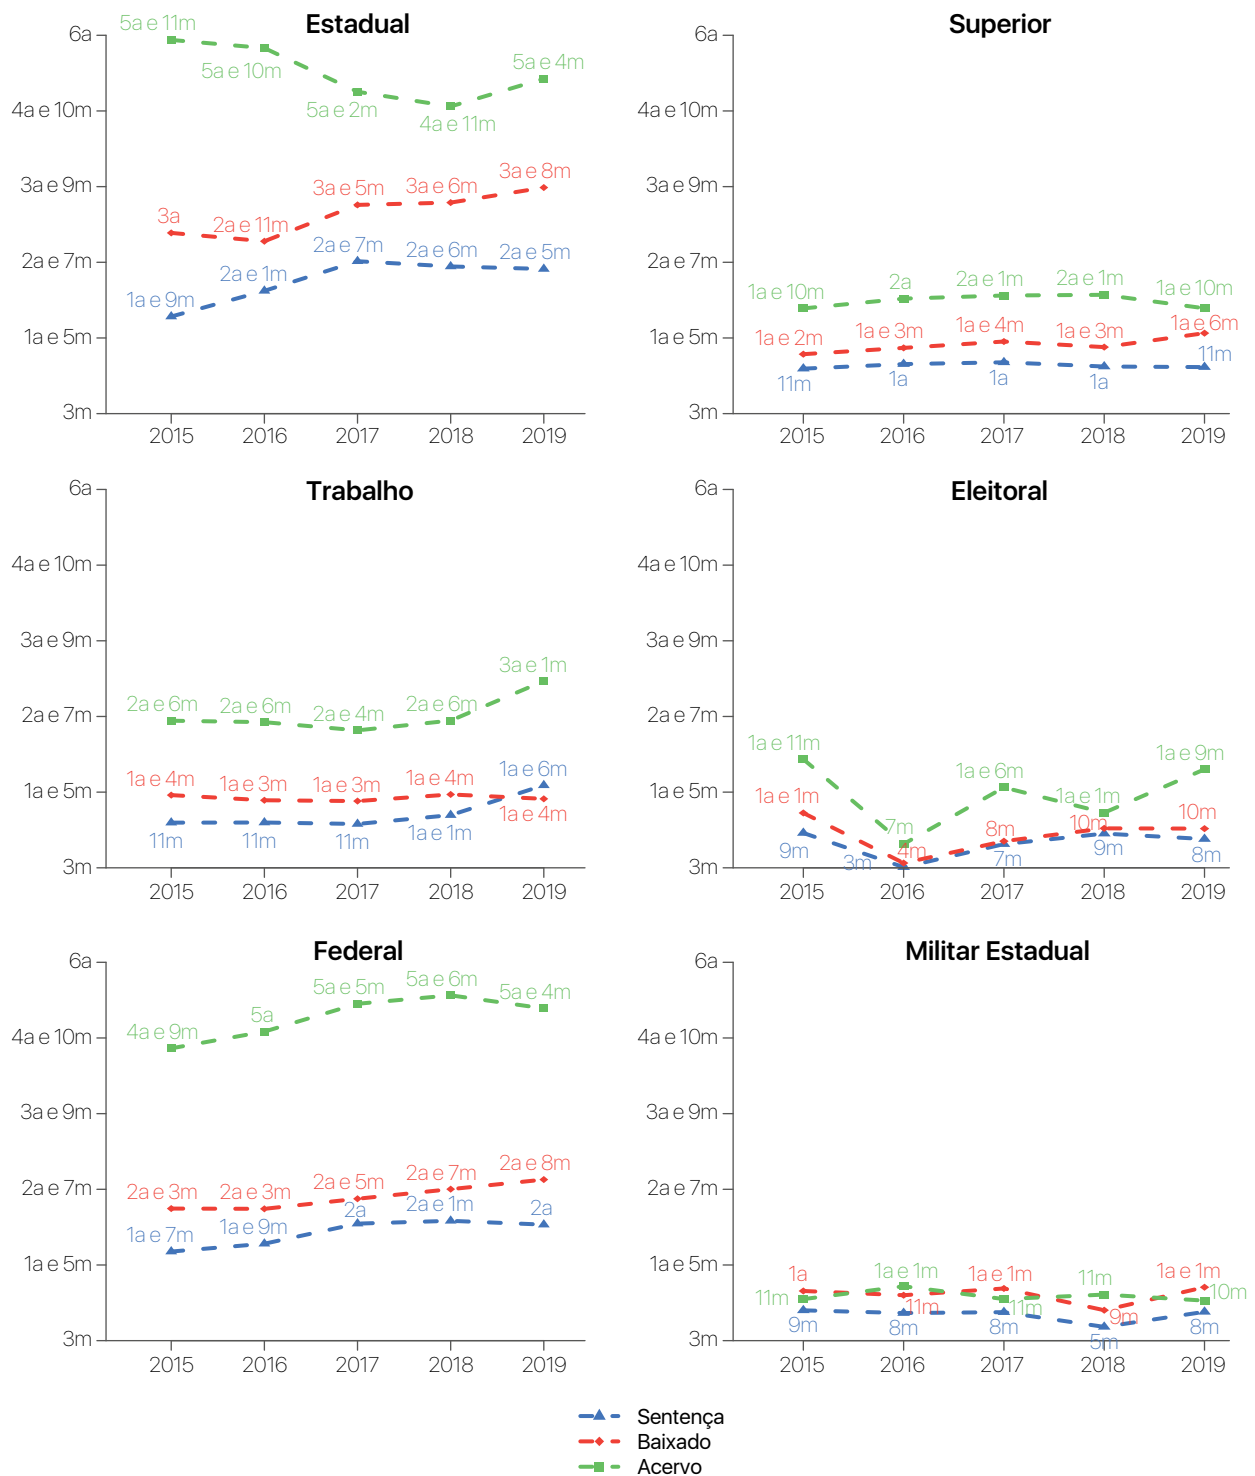 Estadual
6a
4a e 10m
3a e 9m
2a e 7m
1a e 5m
3m
5a e 11m
5a e 10m
5a e 2m
4a e 11m
5a e 4m
3a
2a e 11m
3a e 5m
3a e 6m
3a e 8m
1a e 9m
2a e 1m
2a e 7m
2a e 6m
2a e 5m
2015 2016 2017 2018 2019
Superior
6a
4a e 10m
3a e 9m
2a e 7m
1a e 5m
3m
1a e 10m
2a
2a e 1m
2a e 1m
1a e 10m
1a e 2m
1a e 3m
1a e 4m
1a e 3m
1a e 6m
11m
1a
1a
1a
11m
2015 2016 2017 2018 2019
Trabalho
6a
4a e 10m
3a e 9m
2a e 7m
1a e 5m
3m
2a e 6m
2a e 6m
2a e 4m
2a e 6m
3a e 1m
1a e 4m
1a e 3m
1a e 3m
1a e 4m
1a e 4m
11m
11m
11m
1a e 1m
1a e 6m
2015 2016 2017 2018 2019
Eleitoral
6a
4a e 10m
3a e 9m
2a e 7m
1a e 5m
3m
1a e 11m
7m
1a e 6m
1a e 1m
1a e 9m
1a e 1m
4m
8m
10m
10m
9m
3m
7m
9m
8m
2015 2016 2017 2018 2019
Federal
6a
4a e 10m
3a e 9m
2a e 7m
1a e 5m
3m
4a e 9m
5a
5a e 5m
5a e 6m
5a e 4m
2a e 3m
2a e 3m
2a e 5m
2a e 7m
2a e 8m
1a e 7m
1a e 9m
2a
2a e 1m
2a
2015 2016 2017 2018 2019
Militar Estadual
6a
4a e 10m
3a e 9m
2a e 7m
1a e 5m
3m
11m
1a e 1m
11m
11m
10m
1a
11m
1a e 1m
9m
1a e 1m
9m
8m
8m
5m
8m
2015 2016 2017 2018 2019
Sentença
Baixado
Acervo